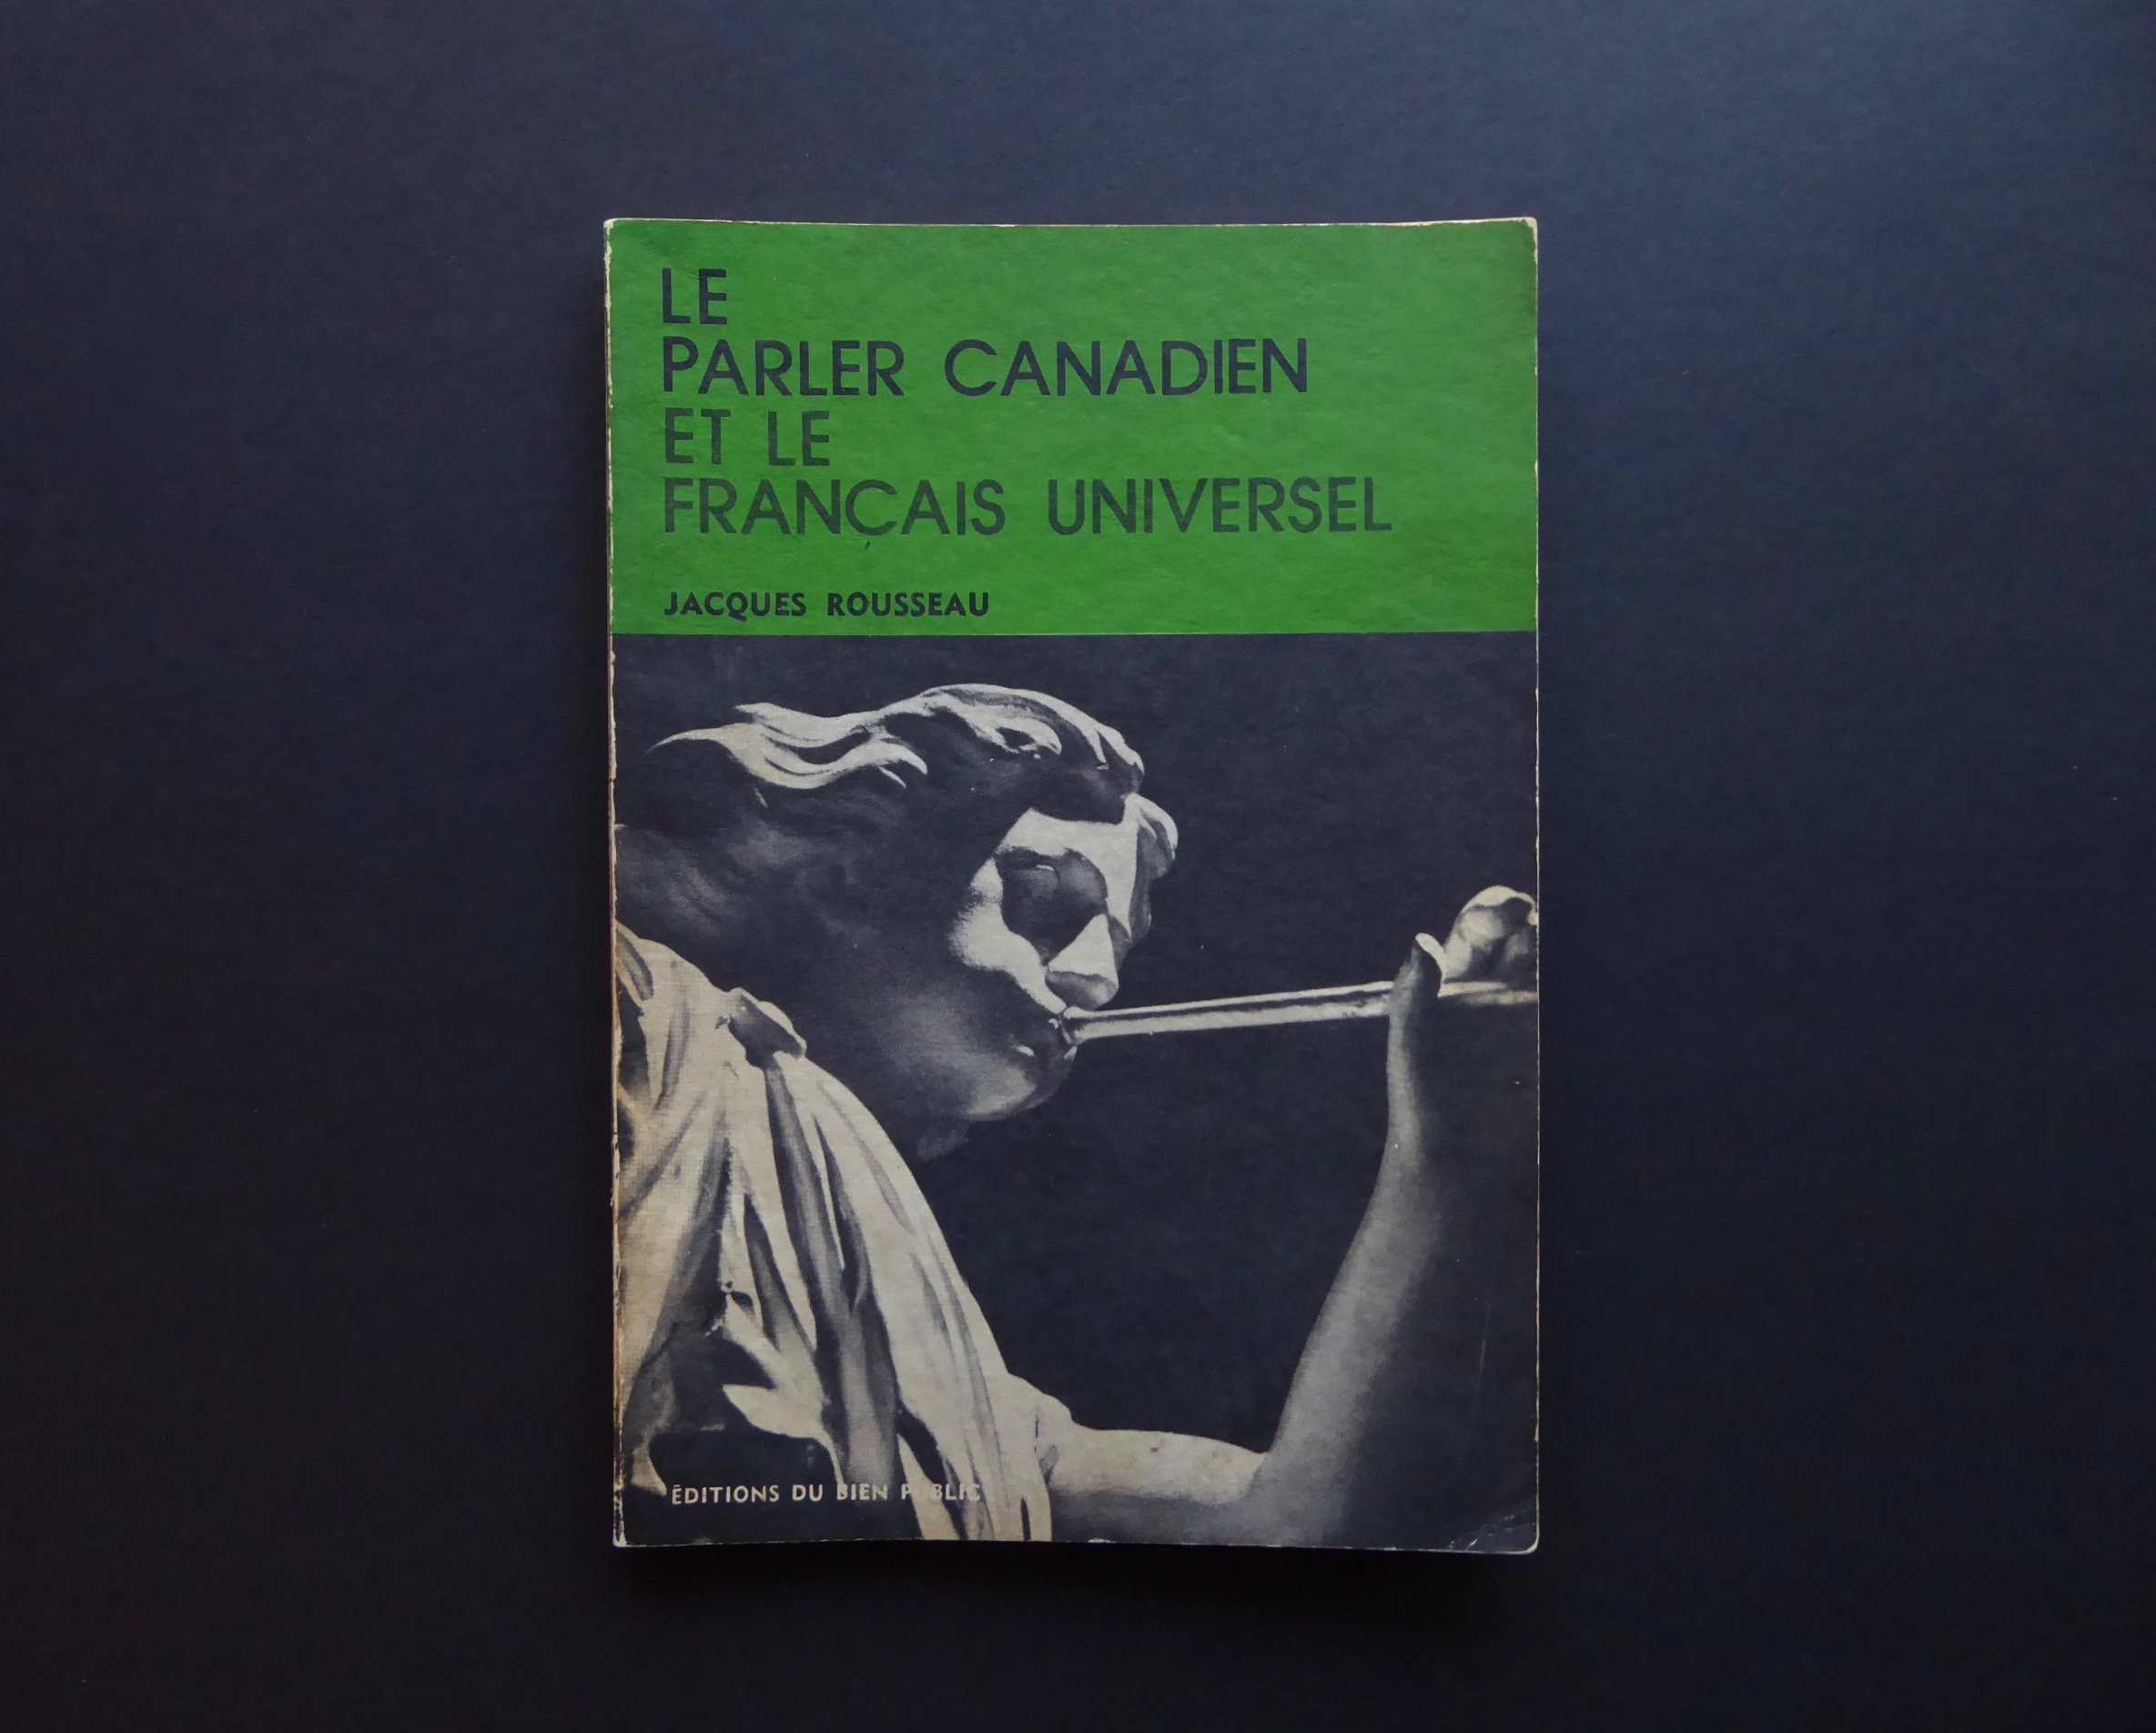 LE
PARLER CANADIEN
ET LE
FRANÇAIS UNIVERSEL
JACQUES ROUSSEAU
ÉDITIONS DU BIEN PUBLIC